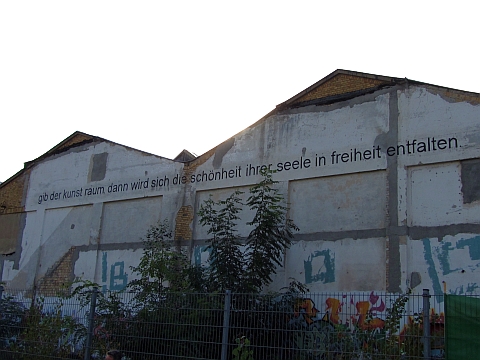 gib der kunst raum, dann wird sich die schönheit ihrer seele in freiheit entfalten.